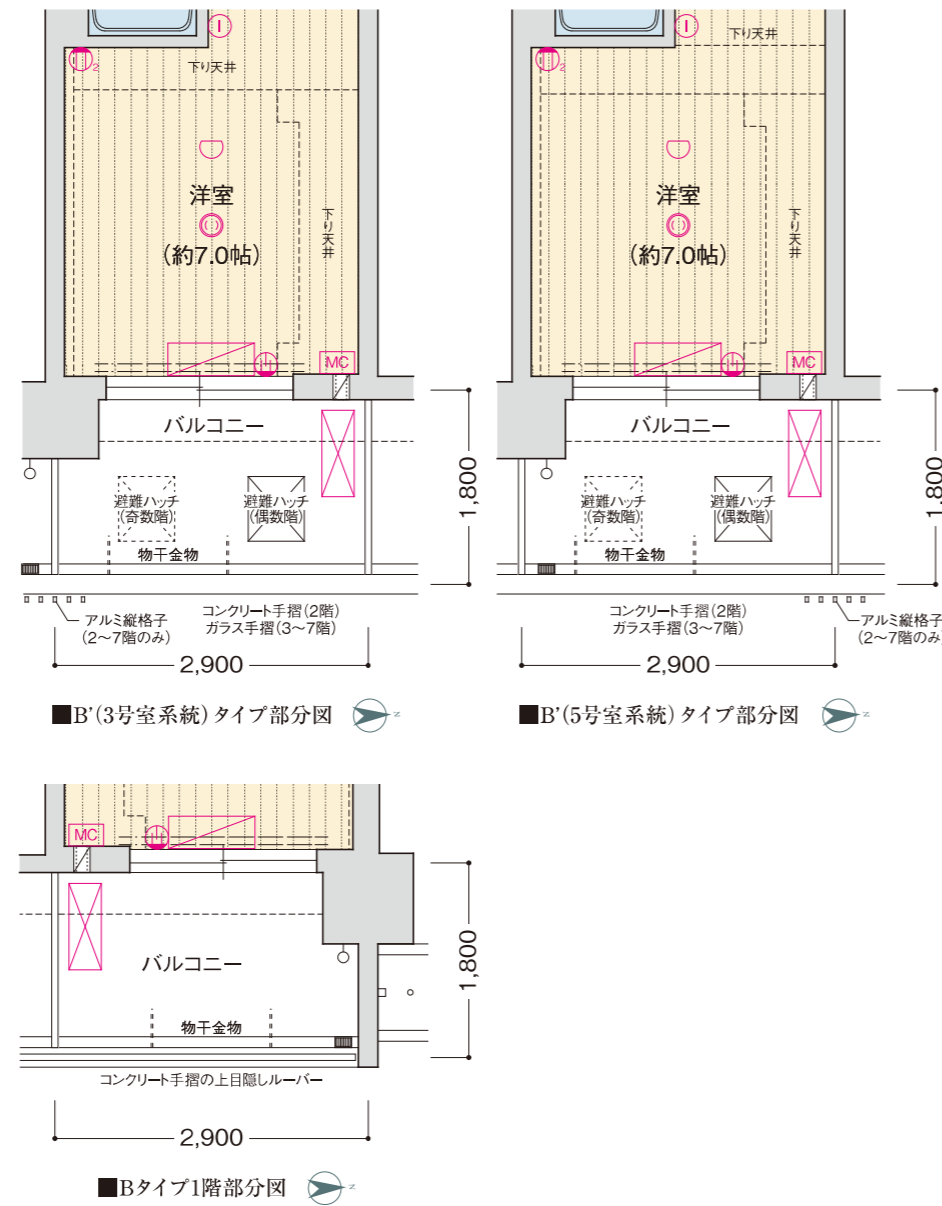 I
下り天井
2
洋室
(約7.0帖)
下り天井
MC
バルコニー
避難ハッチ
(奇数階)
避難ハッチ
(偶数階)
物干金物
1,800
アルミ縦格子
(2〜7階のみ)
コンクリート手摺(2階)
ガラス手摺(3〜7階)
2,900
■B’(3号室系統)タイプ部分図
N
I
下り天井
2
洋室
(約7.0帖)
下り天井
MC
バルコニー
避難ハッチ
(奇数階)
避難ハッチ
(偶数階)
物干金物
1,800
コンクリート手摺(2階)
ガラス手摺(3〜7階)
アルミ縦格子
(2〜7階のみ)
2,900
■B’(5号室系統)タイプ部分図
N
MC
バルコニー
物干金物
1,800
コンクリート手摺の上目隠しルーバー
2,900
■Bタイプ1階部分図
N